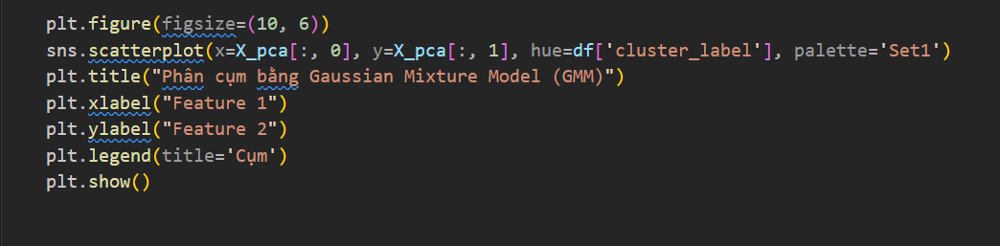 plt.figure(figsize=(10, 6))
sns.scatterplot(x=X_pca[:, 0], y=X_pca[:, 1], hue=df['cluster_label'], palette='Set1')
plt.title("Phân cụm bằng Gaussian Mixture Model (GMM)")
plt.xlabel("Feature 1")
plt.ylabel("Feature 2")
plt.legend(title='Cụm')
plt.show()